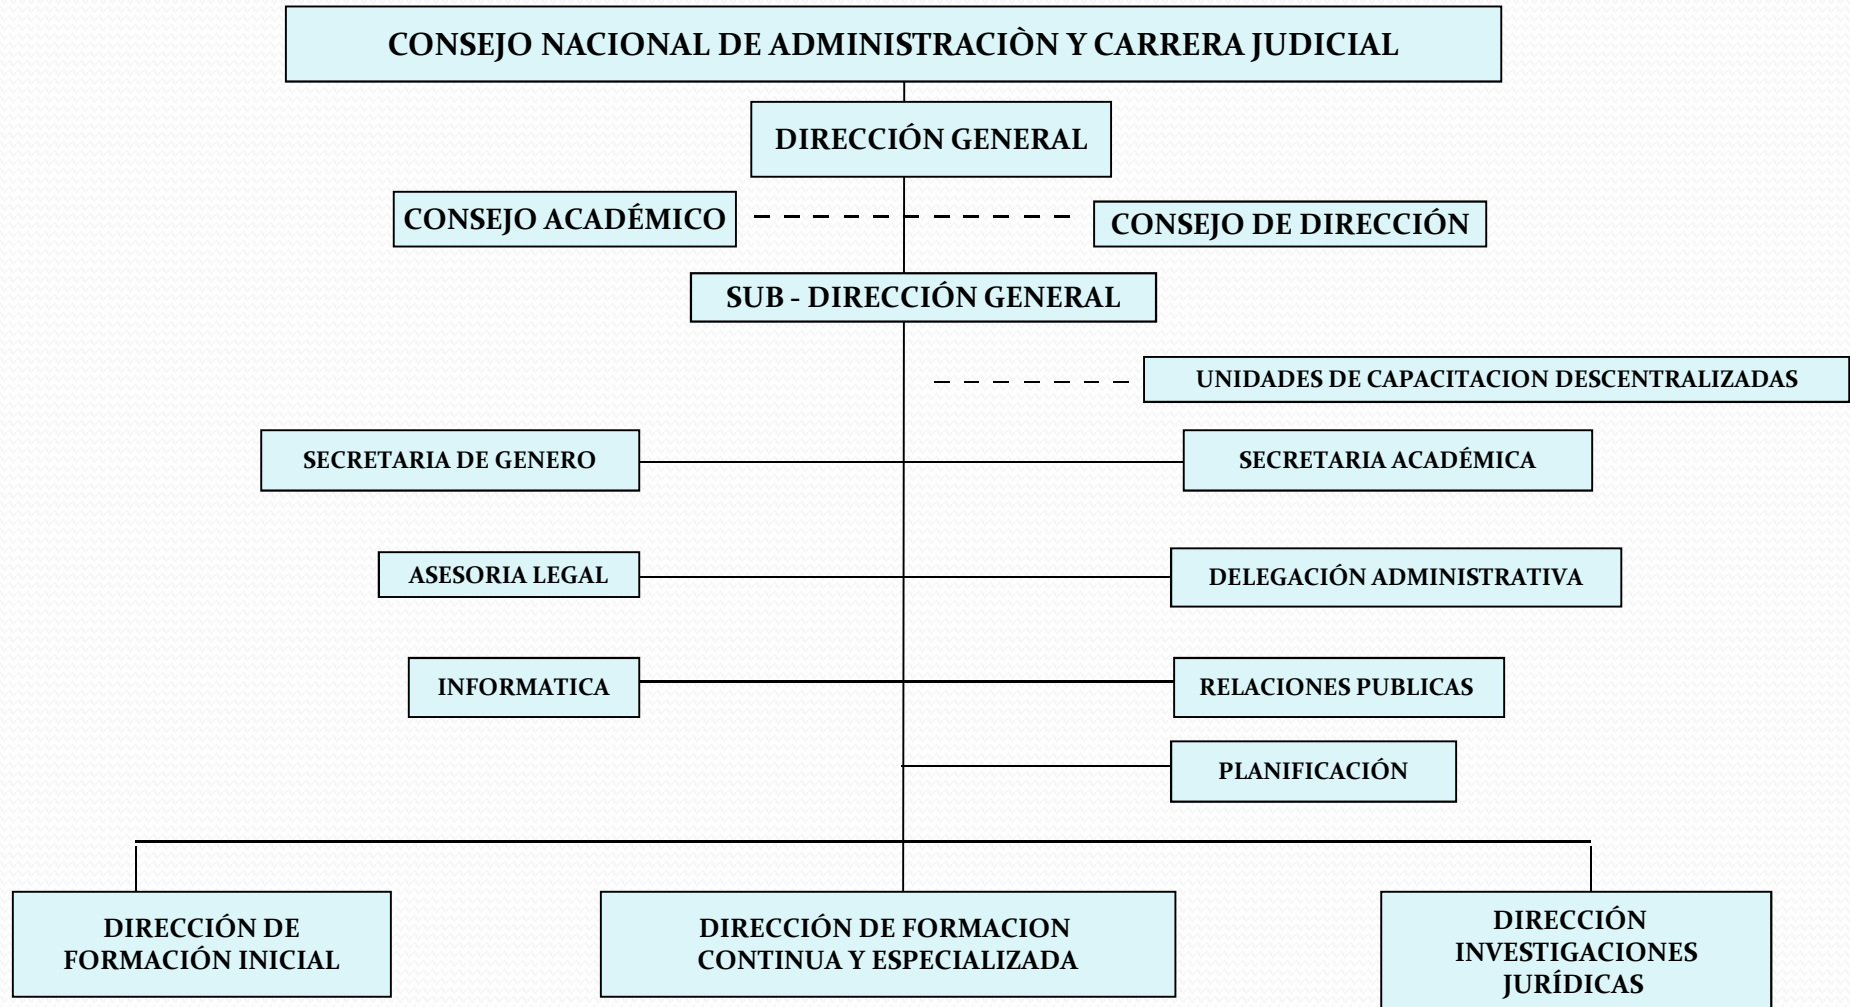 CONSEJO NACIONAL DE ADMINISTRACIÒN Y CARRERA JUDICIAL
DIRECCIÓN GENERAL
CONSEJO ACADÉMICO
CONSEJO DE DIRECCIÓN
SUB - DIRECCIÓN GENERAL
UNIDADES DE CAPACITACION DESCENTRALIZADAS
SECRETARIA DE GENERO
SECRETARIA ACADÉMICA
ASESORIA LEGAL
DELEGACIÓN ADMINISTRATIVA
INFORMATICA
RELACIONES PUBLICAS
PLANIFICACIÓN
DIRECCIÓN DE
FORMACIÓN INICIAL
DIRECCIÓN DE FORMACION
CONTINUA Y ESPECIALIZADA
DIRECCIÓN
INVESTIGACIONES
JURÍDICAS